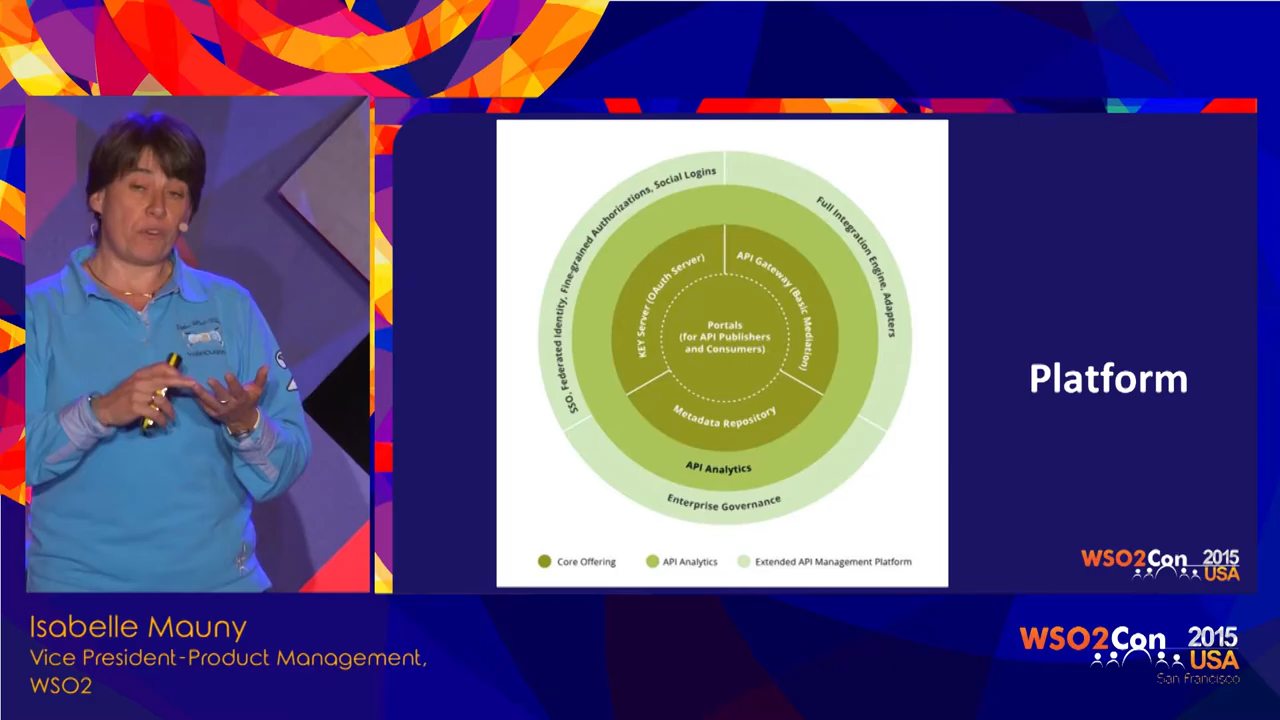 SSO, Federated Identity, Fine-grained Authorizations, Social Logins
Full Integration Engine, Adapters
KEY Server (OAuth Server)
API Gateway (Basic Mediation)
Portals
(for API Publishers
and Consumers)
Metadata Repository
API Analytics
Enterprise Governance
Core Offering
API Analytics
Extended API Management Platform
Platform
WSO2Con 2015
USA
Isabelle Mauny
Vice President-Product Management,
WSO2
WSO2Con 2015
USA
San Francisco